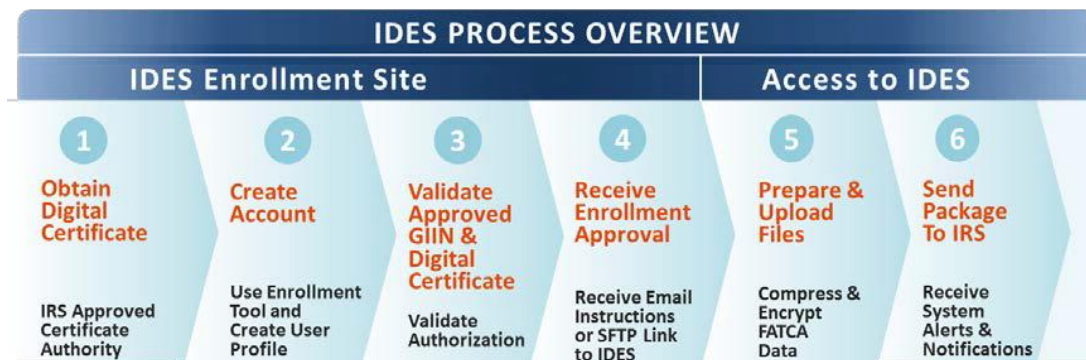 IDES PROCESS OVERVIEW
IDES Enrollment Site
Access to IDES
1
Obtain
Digital
Certificate
IRS Approved
Certificate
Authority
2
Create
Account
Use Enrollment
Tool and
Create User
Profile
3
Validate
Approved
GIIN &
Digital
Certificate
Validate
Authorization
4
Receive
Enrollment
Approval
Receive Email
Instructions
or SFTP Link
to IDES
5
Prepare &
Upload
Files
Compress &
Encrypt
FATCA
Data
6
Send
Package
To IRS
Receive
System
Alerts &
Notifications